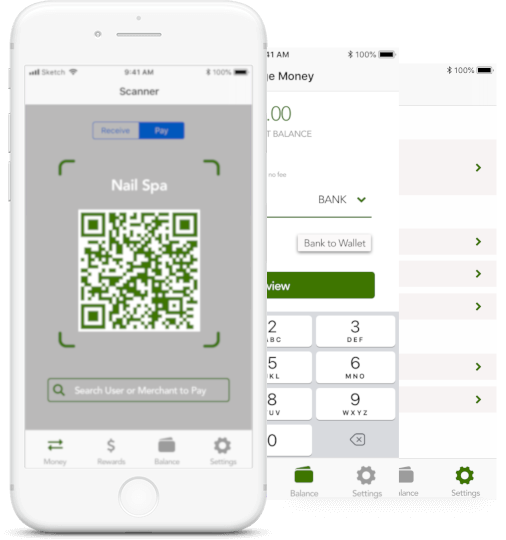 Sketch 9:41 AM 100%
Scanner
Receive Pay
Nail Spa
Search User or Merchant to Pay
Money Rewards Balance Settings
41 AM 100%
ge Money
.00
T BALANCE
no fee
BANK
Bank to Wallet
view
2 3
BC DEF
5 6
KL MNO
8 9
UV WXYZ
0
Balance Settings
100%
lance Settings